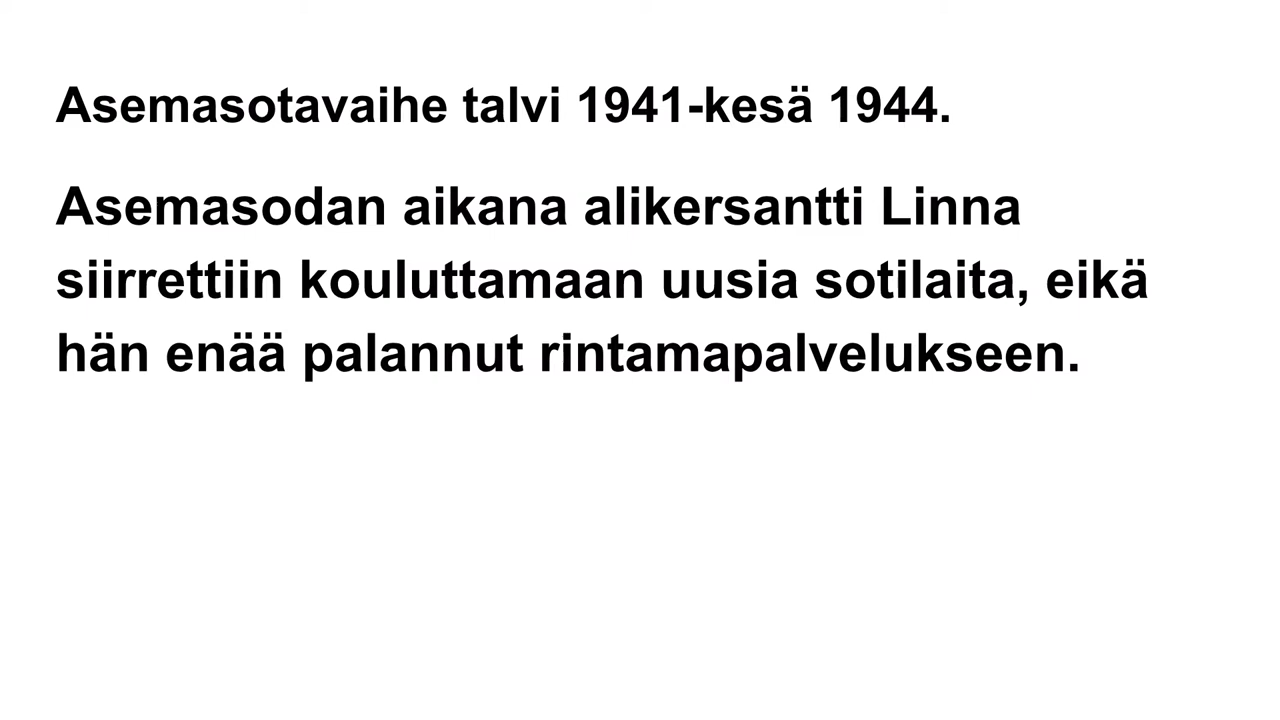 Asemasotavaihe talvi 1941-kesä 1944.
Asemasodan aikana alikersantti Linna
siirrettiin kouluttamaan uusia sotilaita, eikä
hän enää palannut rintamapalvelukseen.